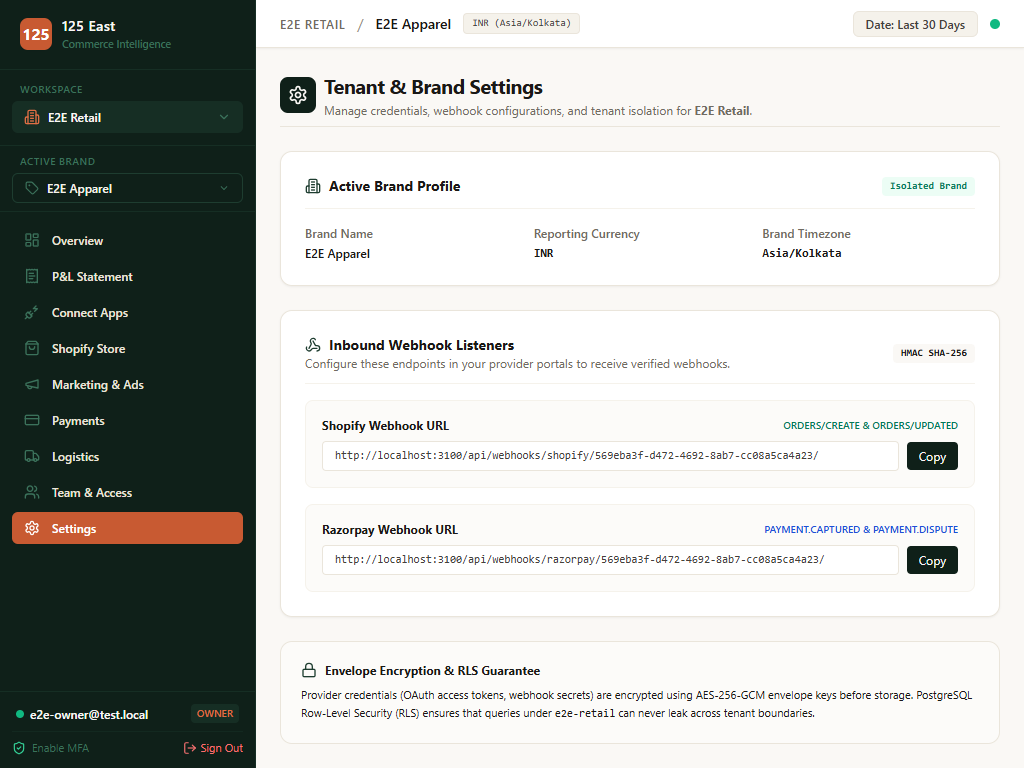 125
125 East
Commerce Intelligence
WORKSPACE
E2E Retail
ACTIVE BRAND
E2E Apparel
Overview
P&L Statement
Connect Apps
Shopify Store
Marketing & Ads
Payments
Logistics
Team & Access
Settings
e2e-owner@test.local
OWNER
Enable MFA
Sign Out
E2E RETAIL / E2E Apparel
INR (Asia/Kolkata)
Date: Last 30 Days
Tenant & Brand Settings
Manage credentials, webhook configurations, and tenant isolation for E2E Retail.
Active Brand Profile
Isolated Brand
Brand Name
E2E Apparel
Reporting Currency
INR
Brand Timezone
Asia/Kolkata
Inbound Webhook Listeners
Configure these endpoints in your provider portals to receive verified webhooks.
HMAC SHA-256
Shopify Webhook URL
ORDERS/CREATE & ORDERS/UPDATED
http://localhost:3100/api/webhooks/shopify/569eba3f-d472-4692-8ab7-cc08a5ca4a23/
Copy
Razorpay Webhook URL
PAYMENT.CAPTURED & PAYMENT.DISPUTE
http://localhost:3100/api/webhooks/razorpay/569eba3f-d472-4692-8ab7-cc08a5ca4a23/
Copy
Envelope Encryption & RLS Guarantee
Provider credentials (OAuth access tokens, webhook secrets) are encrypted using AES-256-GCM envelope keys before storage. PostgreSQL
Row-Level Security (RLS) ensures that queries under e2e-retail can never leak across tenant boundaries.